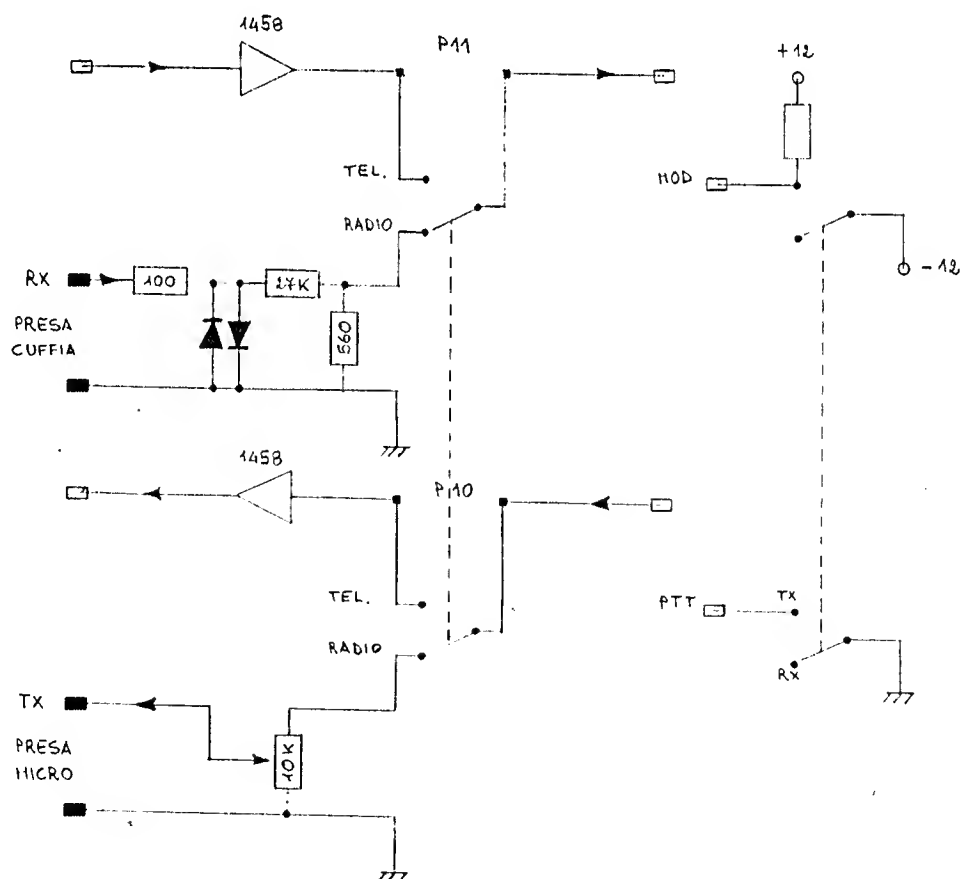 1458
P11
+12
TEL.
MOD
RADIO
-12
RX
100
27K
560
PRESA
CUFFIA
1458
P10
TEL.
PTT
TX
RADIO
RX
TX
10K
PRESA
MICRO